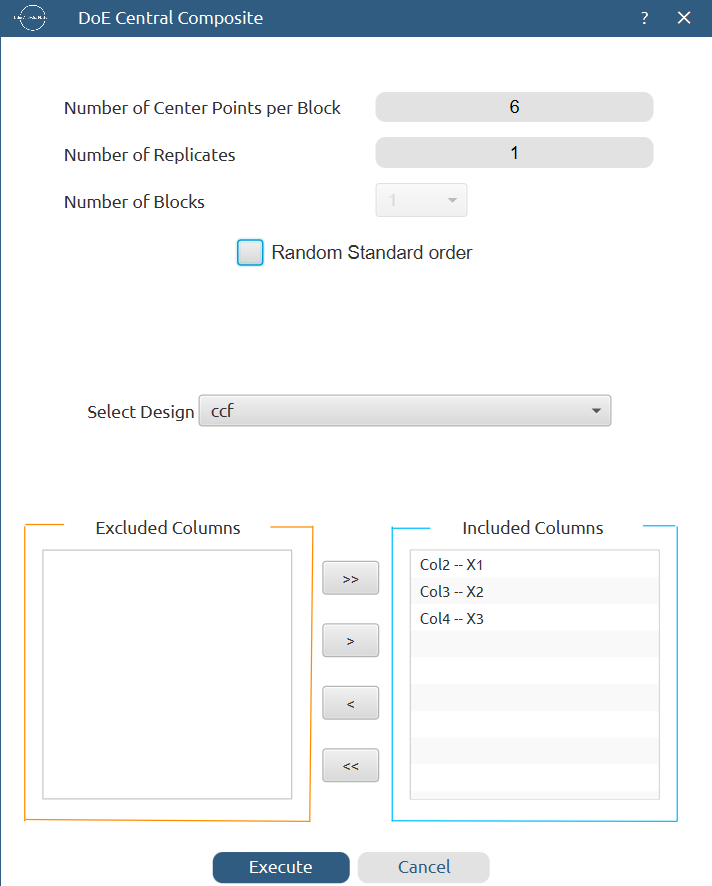 DoE Central Composite ?
Number of Center Points per Block 6
Number of Replicates 1
Number of Blocks 1
Random Standard order
Select Design ccf
Excluded Columns Included Columns
Col2 -- X1
>>
Col3 -- X2
Col4 -- X3
>
<
<<
Execute Cancel